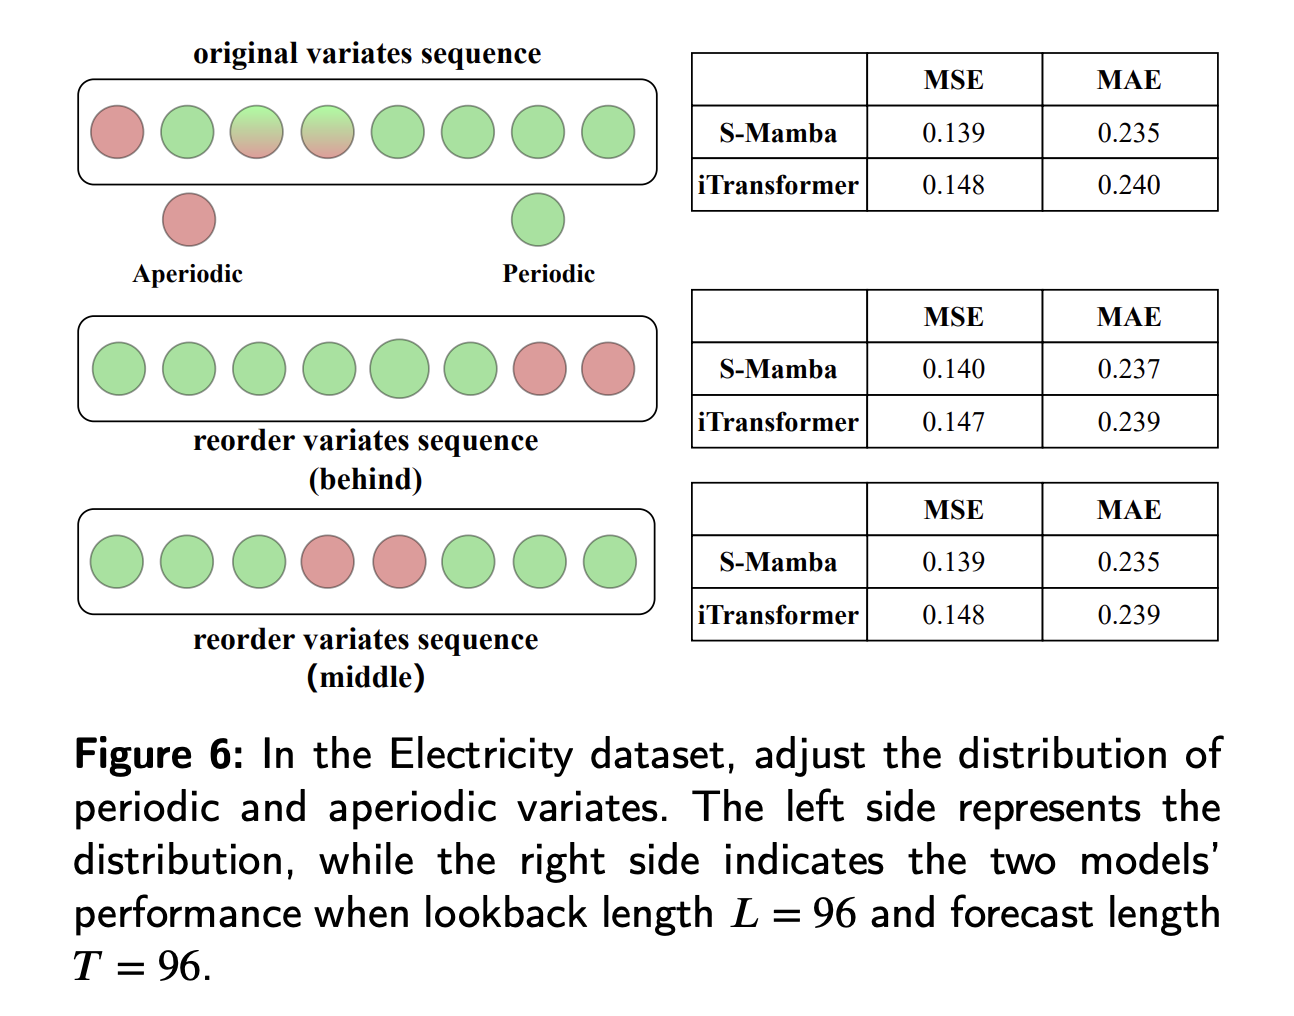 original variates sequence
Aperiodic
Periodic
MSE MAE
S-Mamba 0.139 0.235
iTransformer 0.148 0.240
reorder variates sequence
(behind)
MSE MAE
S-Mamba 0.140 0.237
iTransformer 0.147 0.239
reorder variates sequence
(middle)
MSE MAE
S-Mamba 0.139 0.235
iTransformer 0.148 0.239
Figure 6: In the Electricity dataset, adjust the distribution of
periodic and aperiodic variates. The left side represents the
distribution, while the right side indicates the two models’
performance when lookback length L = 96 and forecast length
T = 96.